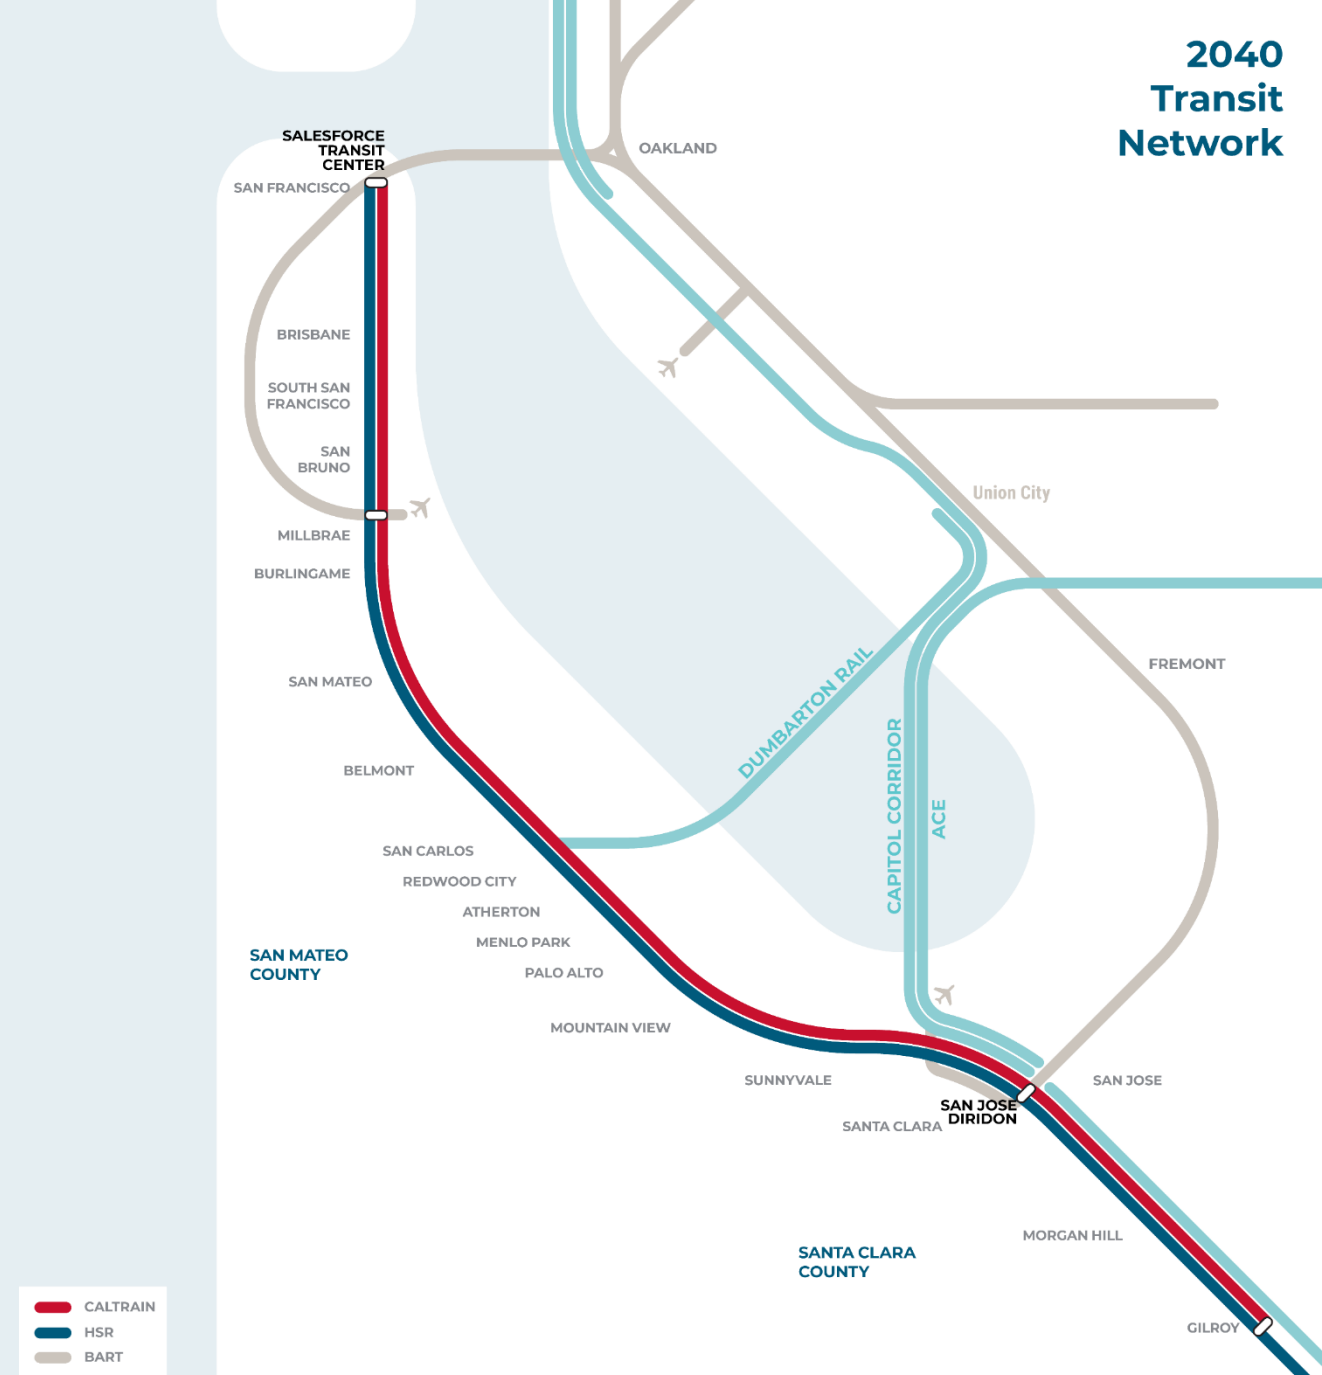 2040
Transit
Network
SALESFORCE
TRANSIT
CENTER
OAKLAND
SAN FRANCISCO
BRISBANE
SOUTH SAN
FRANCISCO
SAN
BRUNO
Union City
MILLBRAE
BURLINGAME
FREMONT
SAN MATEO
DUMBARTON RAIL
BELMONT
CAPITOL CORRIDOR
ACE
SAN CARLOS
REDWOOD CITY
ATHERTON
MENLO PARK
SAN MATEO
COUNTY
PALO ALTO
MOUNTAIN VIEW
SUNNYVALE
SAN JOSE
SAN JOSE
DIRIDON
SANTA CLARA
MORGAN HILL
SANTA CLARA
COUNTY
GILROY
CALTRAIN
HSR
BART